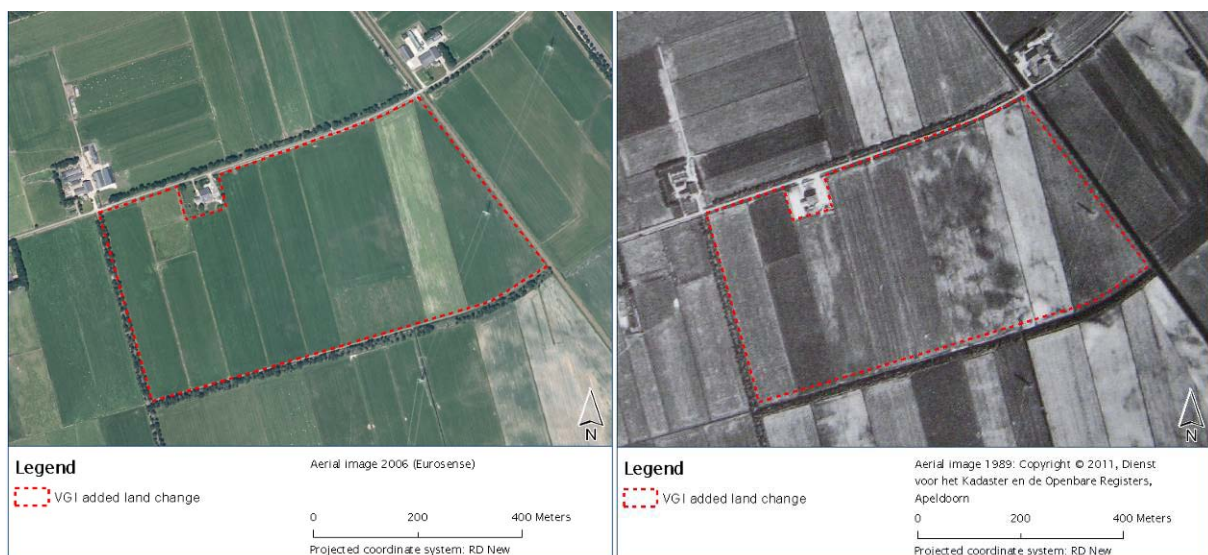 N
Legend
VGI added land change
Aerial image 2006 (Eurosense)
0 200 400 Meters
Projected coordinate system: RD New
N
Legend
VGI added land change
Aerial image 1989: Copyright © 2011, Dienst
voor het Kadaster en de Openbare Registers,
Apeldoorn
0 200 400 Meters
Projected coordinate system: RD New